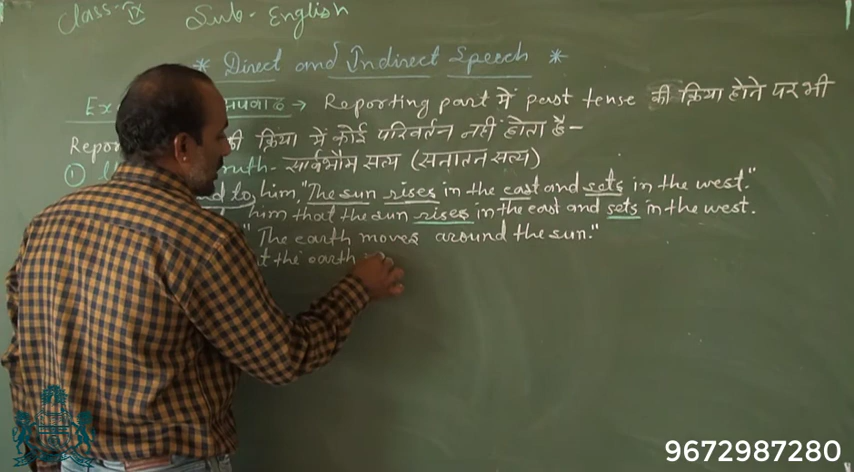 Class-IX Sub- English
* Direct and Indirect Speech *
Ex अपवाद → Reporting part में past tense की क्रिया होने पर भी
Repor की क्रिया में कोई परिवर्तन नहीं होता है-
① ruth- सार्वभौम सत्य (सनातन सत्य)
to him, "The sun rises in the east and sets in the west."
him that the sun rises in the east and sets in the west.
" The earth moves around the sun."
t the earth
9672987280